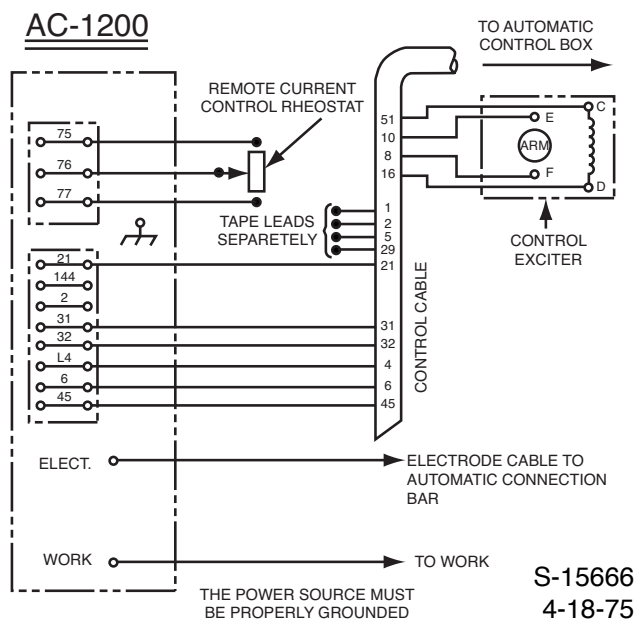 AC-1200
TO AUTOMATIC
CONTROL BOX
REMOTE CURRENT
CONTROL RHEOSTAT
75
76
77
51
10
8
16
C
E
ARM
F
D
CONTROL
EXCITER
TAPE LEADS
SEPARETELY
1
2
5
29
21
21
144
2
31
31
32
32
L4
4
6
6
45
45
CONTROL CABLE
ELECT.
ELECTRODE CABLE TO
AUTOMATIC CONNECTION
BAR
WORK
TO WORK
THE POWER SOURCE MUST
BE PROPERLY GROUNDED
S-15666
4-18-75